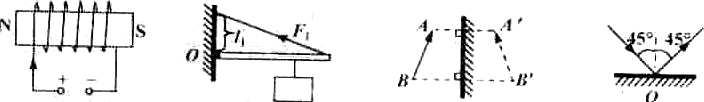 N S
+ −
O l₁ F₁
A A′
B B′
45° 45°
O